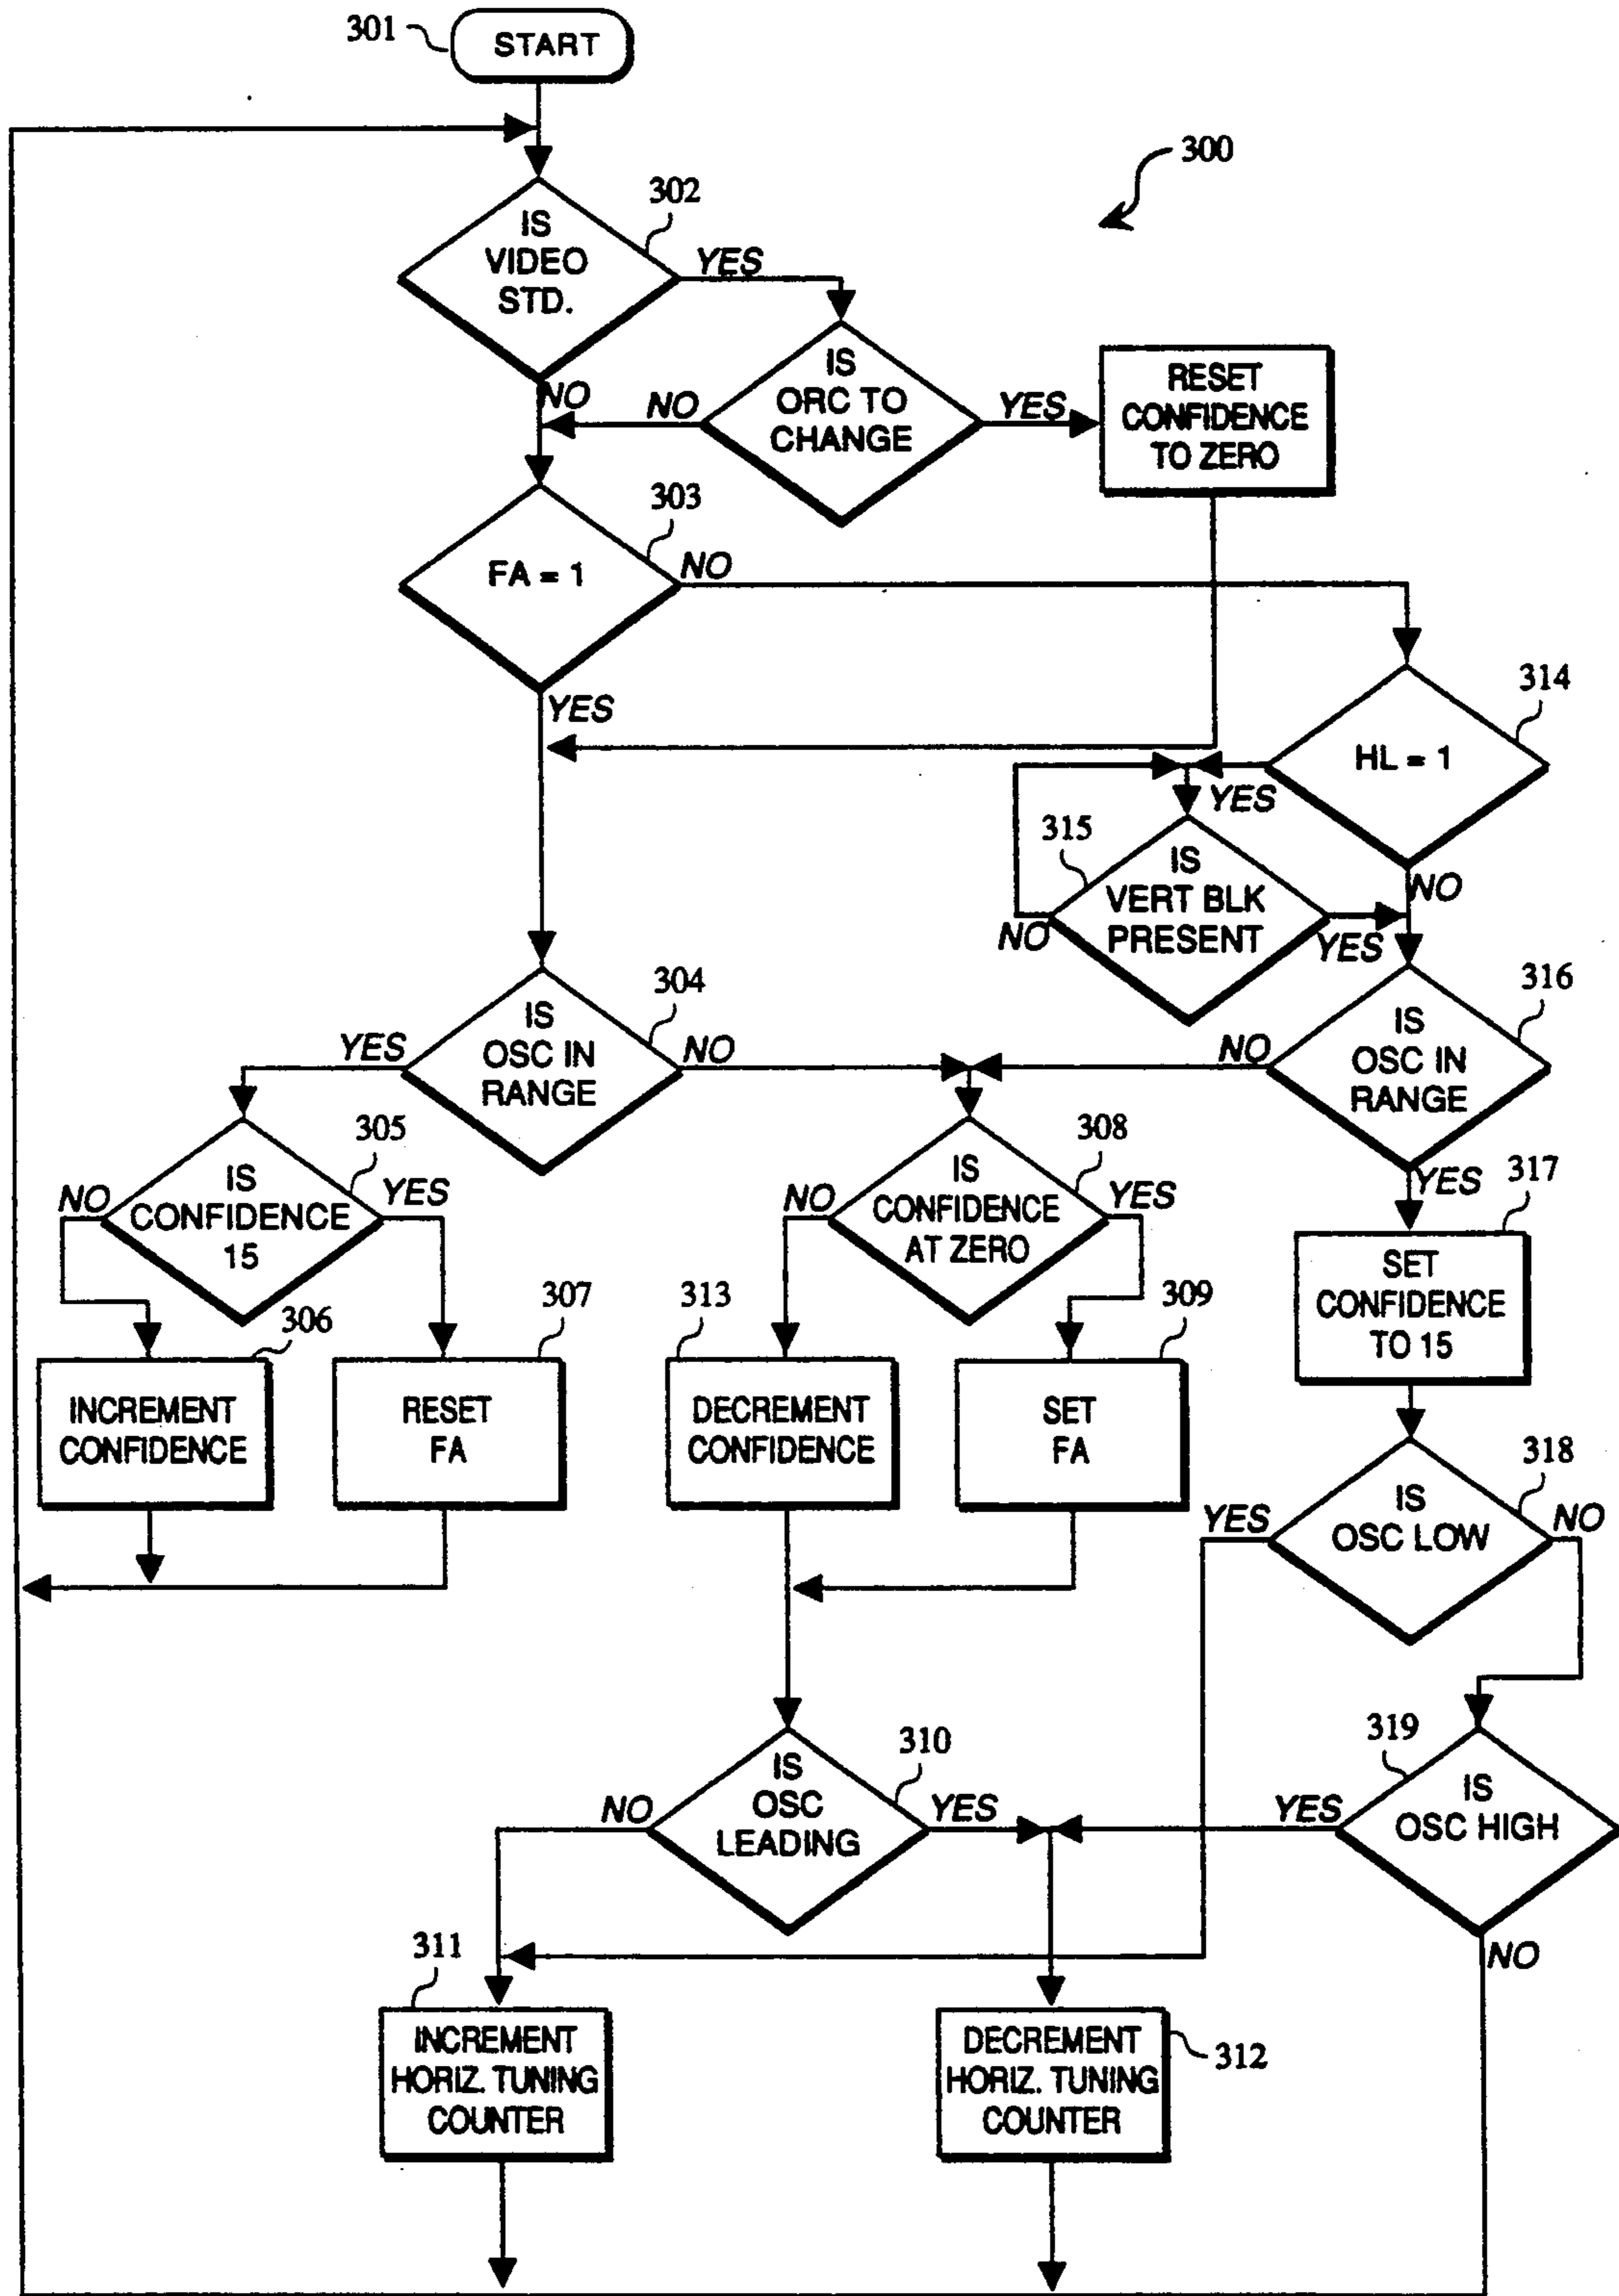 301
START
300
302
IS
VIDEO
STD.
YES
NO
IS
ORC TO
CHANGE
NO
YES
RESET
CONFIDENCE
TO ZERO
303
FA = 1
NO
YES
314
HL = 1
YES
NO
315
IS
VERT BLK
PRESENT
NO
YES
304
IS
OSC IN
RANGE
YES
NO
316
IS
OSC IN
RANGE
NO
YES
305
IS
CONFIDENCE
15
NO
YES
308
IS
CONFIDENCE
AT ZERO
NO
YES
317
SET
CONFIDENCE
TO 15
306
INCREMENT
CONFIDENCE
307
RESET
FA
313
DECREMENT
CONFIDENCE
309
SET
FA
318
IS
OSC LOW
YES
NO
310
IS
OSC
LEADING
NO
YES
319
IS
OSC HIGH
YES
NO
311
INCREMENT
HORIZ. TUNING
COUNTER
312
DECREMENT
HORIZ. TUNING
COUNTER